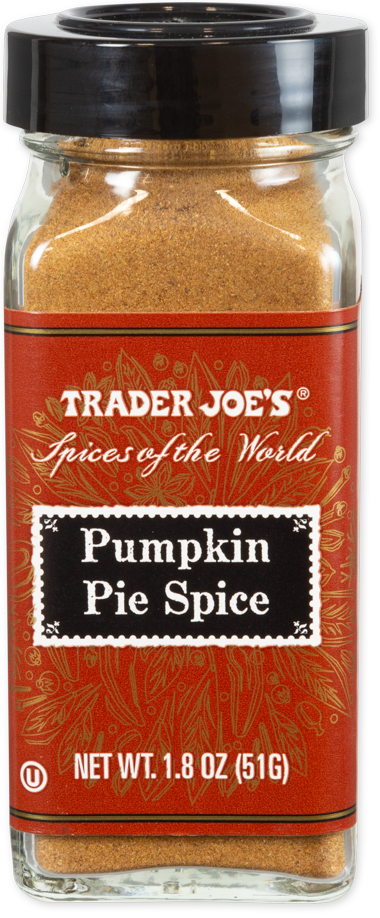 TRADER JOE'S®
Spices of the World
Pumpkin
Pie Spice
U NET WT. 1.8 OZ (51G)